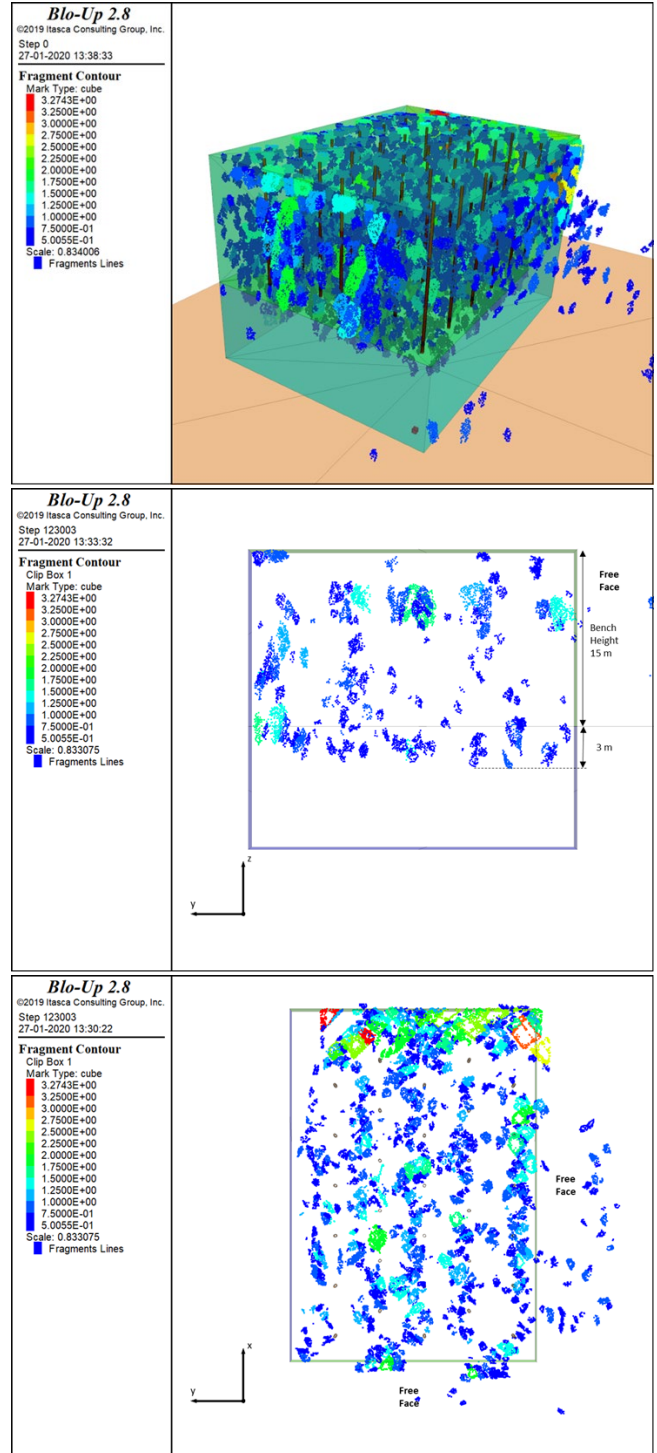 Blo-Up 2.8
©2019 Itasca Consulting Group, Inc.
Step 0
27-01-2020 13:38:33
Fragment Contour
Mark Type: cube
3.2743E+00
3.2500E+00
3.0000E+00
2.7500E+00
2.5000E+00
2.2500E+00
2.0000E+00
1.7500E+00
1.5000E+00
1.2500E+00
1.0000E+00
7.5000E-01
5.0055E-01
Scale: 0.834006
Fragments Lines
Blo-Up 2.8
©2019 Itasca Consulting Group, Inc.
Step 123003
27-01-2020 13:33:32
Fragment Contour
Clip Box 1
Mark Type: cube
3.2743E+00
3.2500E+00
3.0000E+00
2.7500E+00
2.5000E+00
2.2500E+00
2.0000E+00
1.7500E+00
1.5000E+00
1.2500E+00
1.0000E+00
7.5000E-01
5.0055E-01
Scale: 0.833075
Fragments Lines
Free
Face
Bench
Height
15 m
3 m
z
y
Blo-Up 2.8
©2019 Itasca Consulting Group, Inc.
Step 123003
27-01-2020 13:30:22
Fragment Contour
Clip Box 1
Mark Type: cube
3.2743E+00
3.2500E+00
3.0000E+00
2.7500E+00
2.5000E+00
2.2500E+00
2.0000E+00
1.7500E+00
1.5000E+00
1.2500E+00
1.0000E+00
7.5000E-01
5.0055E-01
Scale: 0.833075
Fragments Lines
Free
Face
x
y
Free
Face